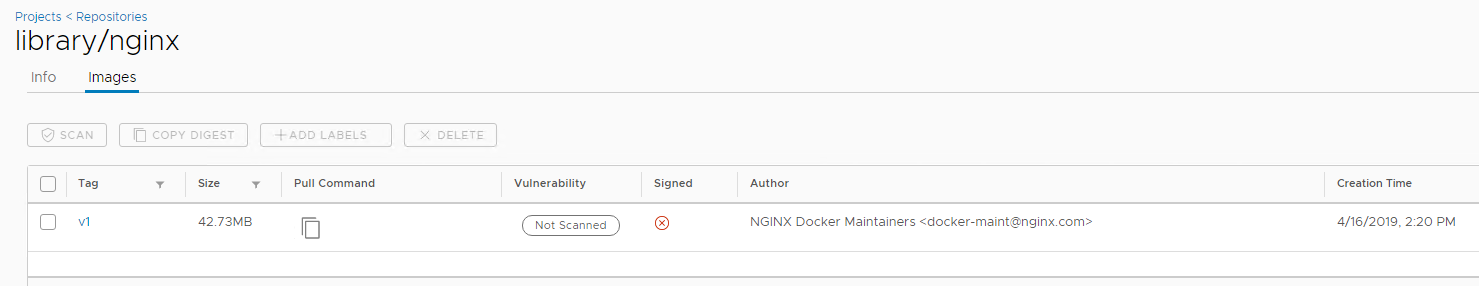 Projects < Repositories
library/nginx
Info Images
SCAN COPY DIGEST +ADD LABELS DELETE
Tag Size Pull Command Vulnerability Signed Author Creation Time
v1 42.73MB Not Scanned NGINX Docker Maintainers <docker-maint@nginx.com> 4/16/2019, 2:20 PM